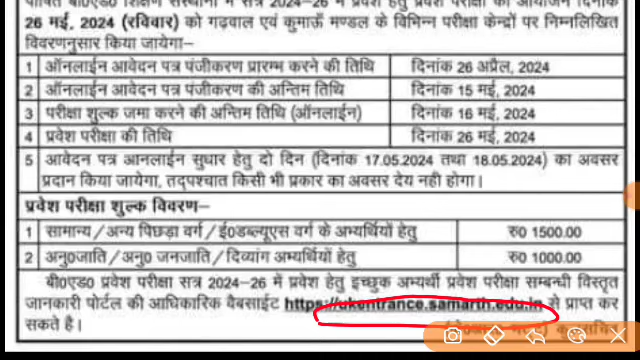 बी०एड० शिक्षण संस्थानों में सत्र 2024-26 में प्रवेश हेतु प्रवेश परीक्षा का आयोजन दिनांक
26 मई, 2024 (रविवार) को गढ़वाल एवं कुमाऊँ मण्डल के विभिन्न परीक्षा केन्द्रों पर निम्नलिखित
विवरणनुसार किया जायेगा–
1 ऑनलाईन आवेदन पत्र पंजीकरण प्रारम्भ करने की तिथि दिनांक 26 अप्रैल, 2024
2 ऑनलाईन आवेदन पत्र पंजीकरण की अन्तिम तिथि दिनांक 15 मई, 2024
3 परीक्षा शुल्क जमा करने की अन्तिम तिथि (ऑनलाईन) दिनांक 16 मई, 2024
4 प्रवेश परीक्षा की तिथि दिनांक 26 मई, 2024
5 आवेदन पत्र आनलाईन सुधार हेतु दो दिन (दिनांक 17.05.2024 तथा 18.05.2024) का अवसर
प्रदान किया जायेगा, तद्पश्चात किसी भी प्रकार का अवसर देय नही होगा।
प्रवेश परीक्षा शुल्क विवरण–
1 सामान्य/अन्य पिछड़ा वर्ग/ई0डब्ल्यूएस वर्ग के अभ्यर्थियों हेतु रु0 1500.00
2 अनु0जाति/अनु0 जनजाति/दिव्यांग अभ्यर्थियों हेतु रु0 1000.00
बी0एड0 प्रवेश परीक्षा सत्र 2024-26 में प्रवेश हेतु इच्छुक अभ्यर्थी प्रवेश परीक्षा सम्बन्धी विस्तृत
जानकारी पोर्टल की आधिकारिक वैबसाईट https://ukentrance.samarth.edu.in से प्राप्त कर
सकते है।